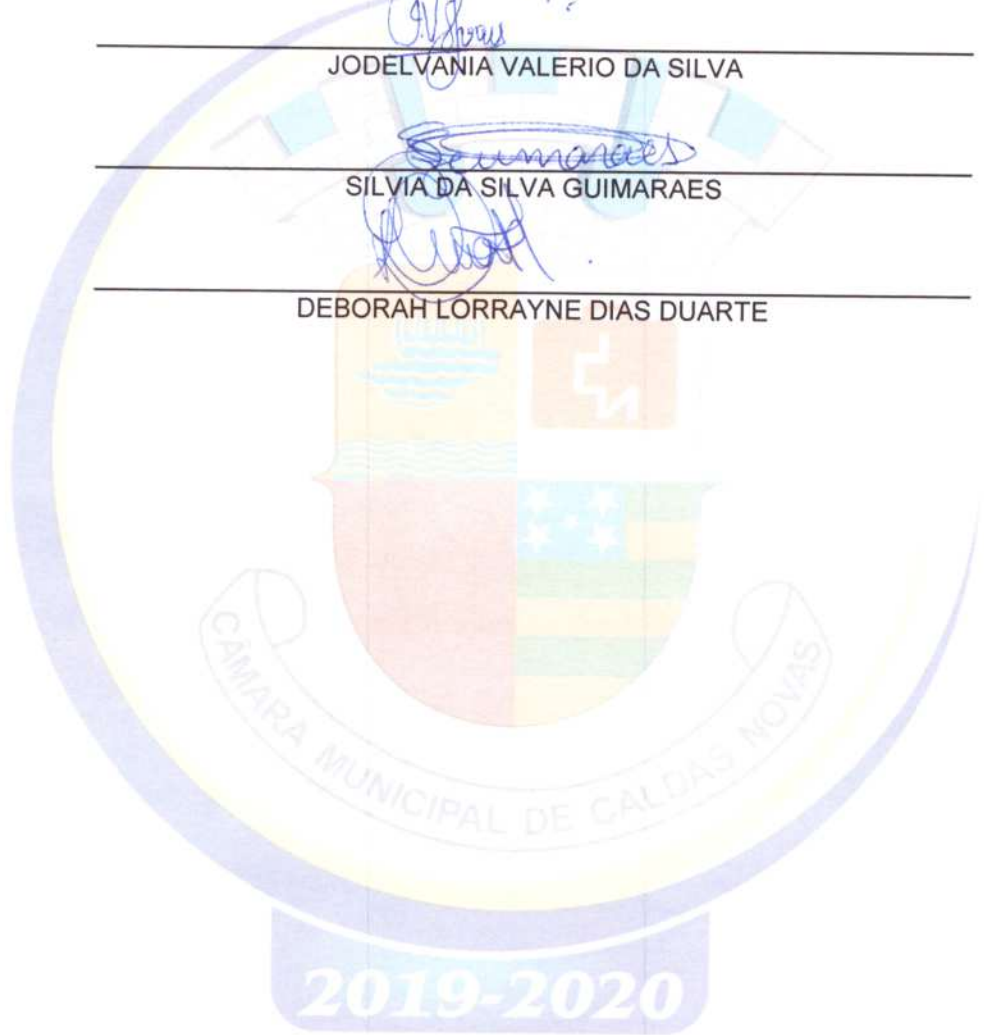 JODELVANIA VALERIO DA SILVA
Guimaraes
SILVIA DA SILVA GUIMARAES
DEBORAH LORRAYNE DIAS DUARTE
CÂMARA MUNICIPAL DE CALDAS NOVAS
2019-2020